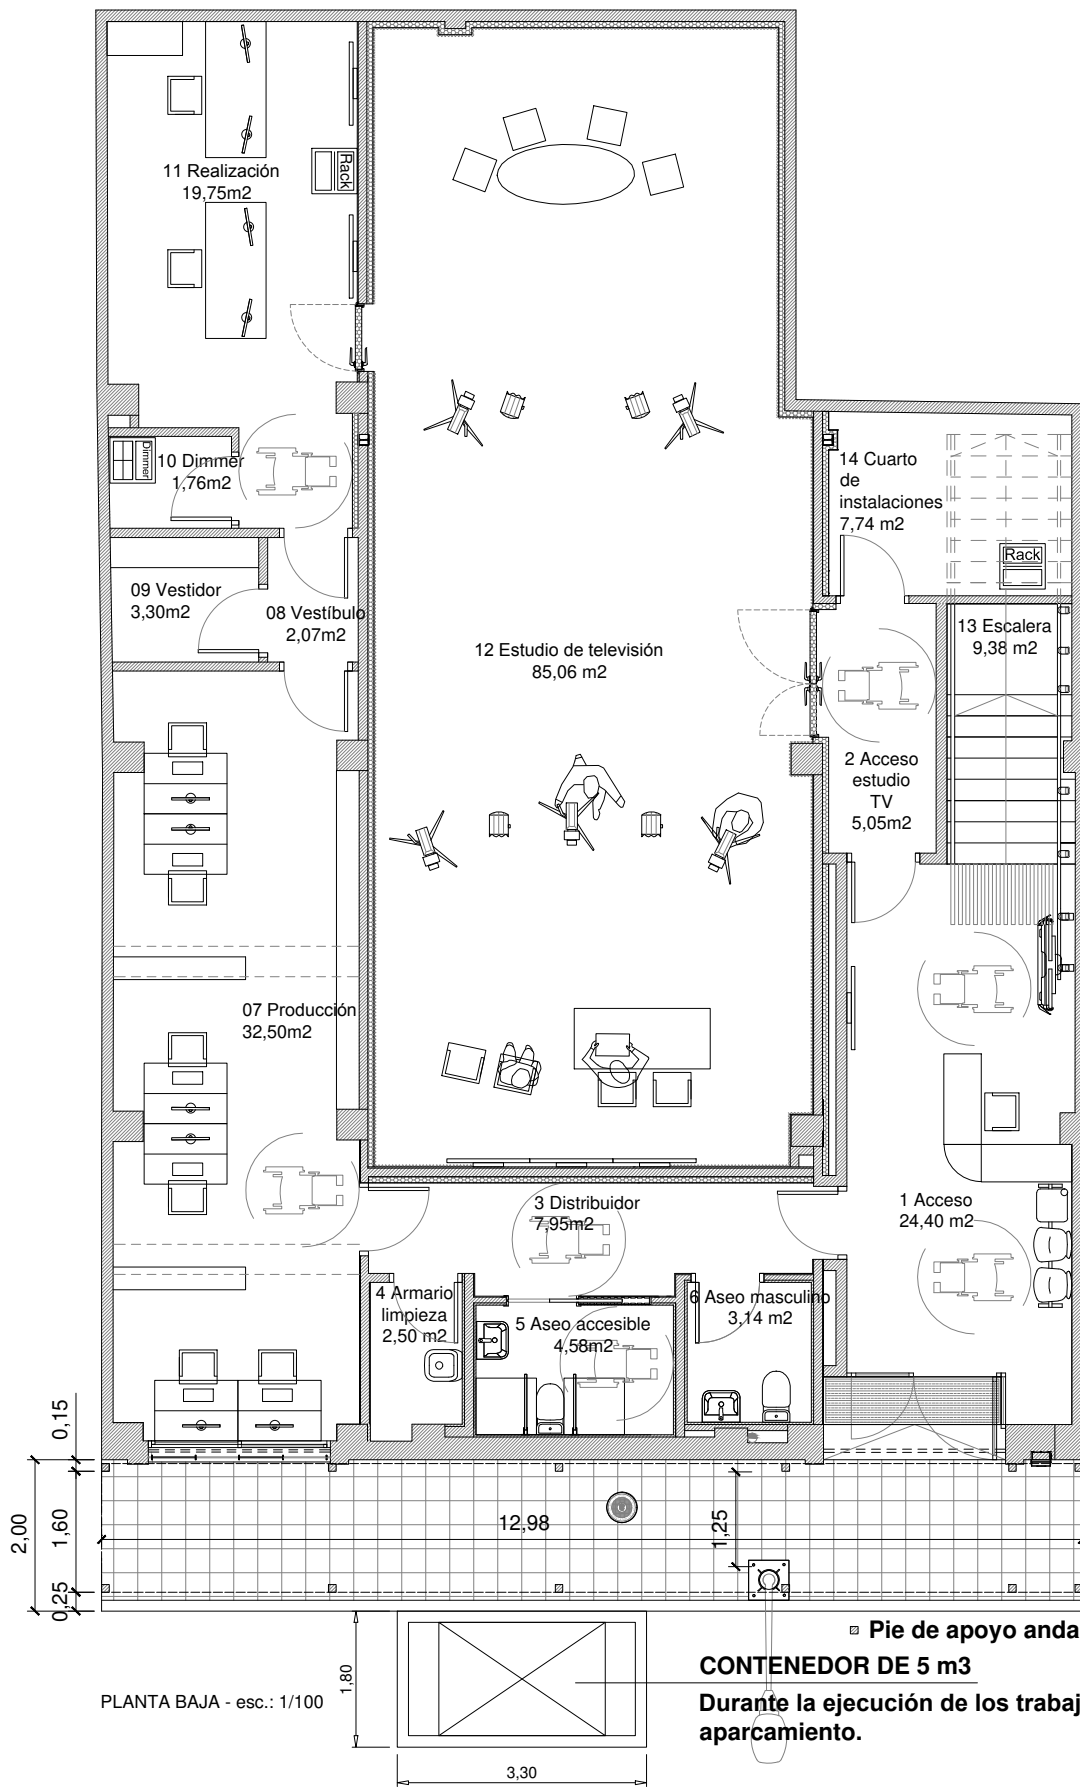 11 Realización
19,75m2
Rack
Dimmer
10 Dimmer
1,76m2
14 Cuarto
de
instalaciones
7,74 m2
Rack
09 Vestidor
3,30m2
08 Vestíbulo
2,07m2
13 Escalera
9,38 m2
12 Estudio de televisión
85,06 m2
2 Acceso
estudio
TV
5,05m2
07 Producción
32,50m2
3 Distribuidor
7,95m2
1 Acceso
24,40 m2
4 Armario
limpieza
2,50 m2
5 Aseo accesible
4,58m2
6 Aseo masculino
3,14 m2
0,15
2,00
1,60
0,25
12,98
1,25
Pie de apoyo anda
CONTENEDOR DE 5 m3
Durante la ejecución de los trabaj
aparcamiento.
PLANTA BAJA - esc.: 1/100
1,80
3,30